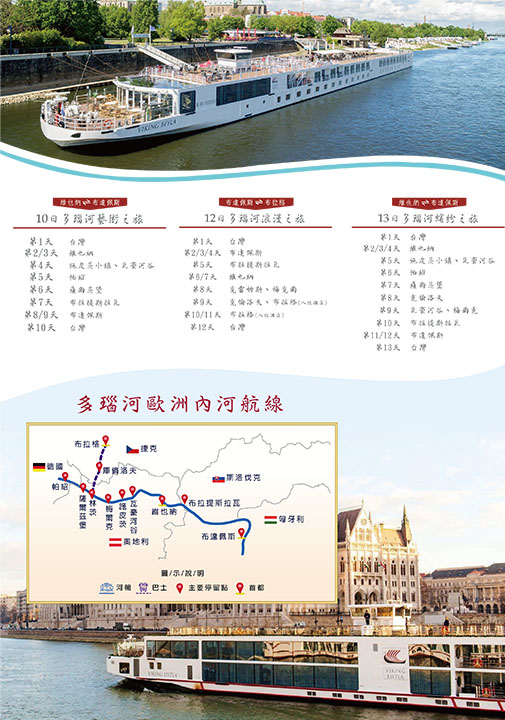 VIKING BEYLA
維也納⇌布達佩斯
10日多瑙河藝術之旅
第1天 台灣
第2/3天 維也納
第4天 施皮茨小鎮、瓦豪河谷
第5天 帕紹
第6天 薩爾茲堡
第7天 布拉提斯拉瓦
第8/9天 布達佩斯
第10天 台灣
布達佩斯⇌布拉格
12日多瑙河浪漫之旅
第1天 台灣
第2/3/4天 布達佩斯
第5天 布拉提斯拉瓦
第6/7天 維也納
第8天 克雷姆斯、梅克爾
第9天 克倫洛夫、布拉格(入住酒店)
第10/11天 布拉格(入住酒店)
第12天 台灣
維也納⇌布達佩斯
13日多瑙河繽紛之旅
第1天 台灣
第2/3/4天 維也納
第5天 施皮茨小鎮、瓦豪河谷
第6天 帕紹
第7天 薩爾茲堡
第8天 克倫洛夫
第9天 瓦豪河谷、梅爾克
第10天 布拉提斯拉瓦
第11/12天 布達佩斯
第13天 台灣
多瑙河歐洲內河航線
布拉格
捷克
德國
庫倫洛夫
斯洛伐克
帕紹
薩爾茲堡
林茨
梅爾克
施皮茨
瓦豪河谷
維也納
布拉提斯拉瓦
匈牙利
奧地利
布達佩斯
圖/示/說/明
河輪 巴士 主要停留點 首都
VIKING
BEYLA
VIKING BEYLA